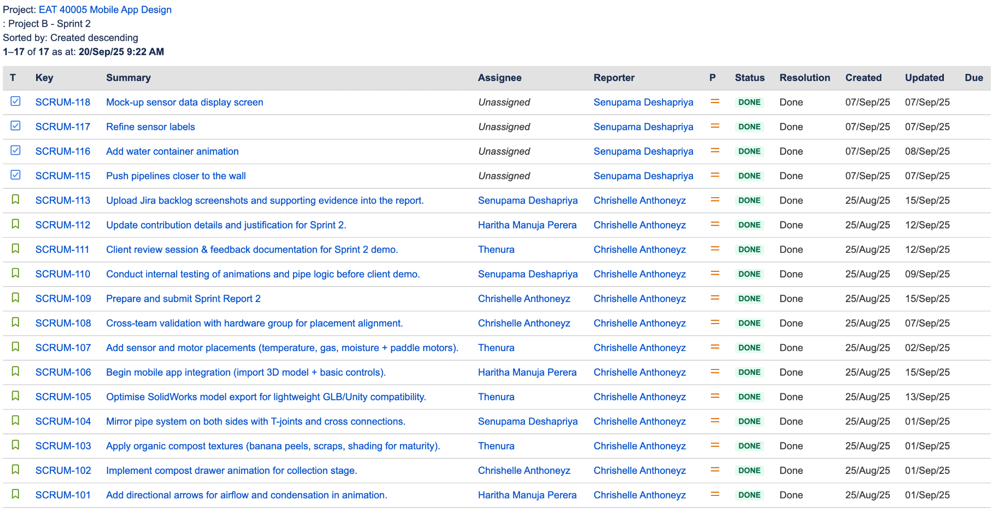 Project: EAT 40005 Mobile App Design
: Project B - Sprint 2
Sorted by: Created descending
1–17 of 17 as at: 20/Sep/25 9:22 AM
T Key Summary Assignee Reporter P Status Resolution Created Updated Due
SCRUM-118 Mock-up sensor data display screen Unassigned Senupama Deshapriya DONE Done 07/Sep/25 07/Sep/25
SCRUM-117 Refine sensor labels Unassigned Senupama Deshapriya DONE Done 07/Sep/25 07/Sep/25
SCRUM-116 Add water container animation Unassigned Senupama Deshapriya DONE Done 07/Sep/25 08/Sep/25
SCRUM-115 Push pipelines closer to the wall Unassigned Senupama Deshapriya DONE Done 07/Sep/25 07/Sep/25
SCRUM-113 Upload Jira backlog screenshots and supporting evidence into the report. Senupama Deshapriya Chrishelle Anthoneyz DONE Done 25/Aug/25 15/Sep/25
SCRUM-112 Update contribution details and justification for Sprint 2. Haritha Manuja Perera Chrishelle Anthoneyz DONE Done 25/Aug/25 12/Sep/25
SCRUM-111 Client review session & feedback documentation for Sprint 2 demo. Thenura Chrishelle Anthoneyz DONE Done 25/Aug/25 12/Sep/25
SCRUM-110 Conduct internal testing of animations and pipe logic before client demo. Senupama Deshapriya Chrishelle Anthoneyz DONE Done 25/Aug/25 09/Sep/25
SCRUM-109 Prepare and submit Sprint Report 2 Chrishelle Anthoneyz Chrishelle Anthoneyz DONE Done 25/Aug/25 15/Sep/25
SCRUM-108 Cross-team validation with hardware group for placement alignment. Chrishelle Anthoneyz Chrishelle Anthoneyz DONE Done 25/Aug/25 07/Sep/25
SCRUM-107 Add sensor and motor placements (temperature, gas, moisture + paddle motors). Thenura Chrishelle Anthoneyz DONE Done 25/Aug/25 02/Sep/25
SCRUM-106 Begin mobile app integration (import 3D model + basic controls). Haritha Manuja Perera Chrishelle Anthoneyz DONE Done 25/Aug/25 15/Sep/25
SCRUM-105 Optimise SolidWorks model export for lightweight GLB/Unity compatibility. Thenura Chrishelle Anthoneyz DONE Done 25/Aug/25 13/Sep/25
SCRUM-104 Mirror pipe system on both sides with T-joints and cross connections. Senupama Deshapriya Chrishelle Anthoneyz DONE Done 25/Aug/25 01/Sep/25
SCRUM-103 Apply organic compost textures (banana peels, scraps, shading for maturity). Thenura Chrishelle Anthoneyz DONE Done 25/Aug/25 01/Sep/25
SCRUM-102 Implement compost drawer animation for collection stage. Chrishelle Anthoneyz Chrishelle Anthoneyz DONE Done 25/Aug/25 01/Sep/25
SCRUM-101 Add directional arrows for airflow and condensation in animation. Haritha Manuja Perera Chrishelle Anthoneyz DONE Done 25/Aug/25 01/Sep/25